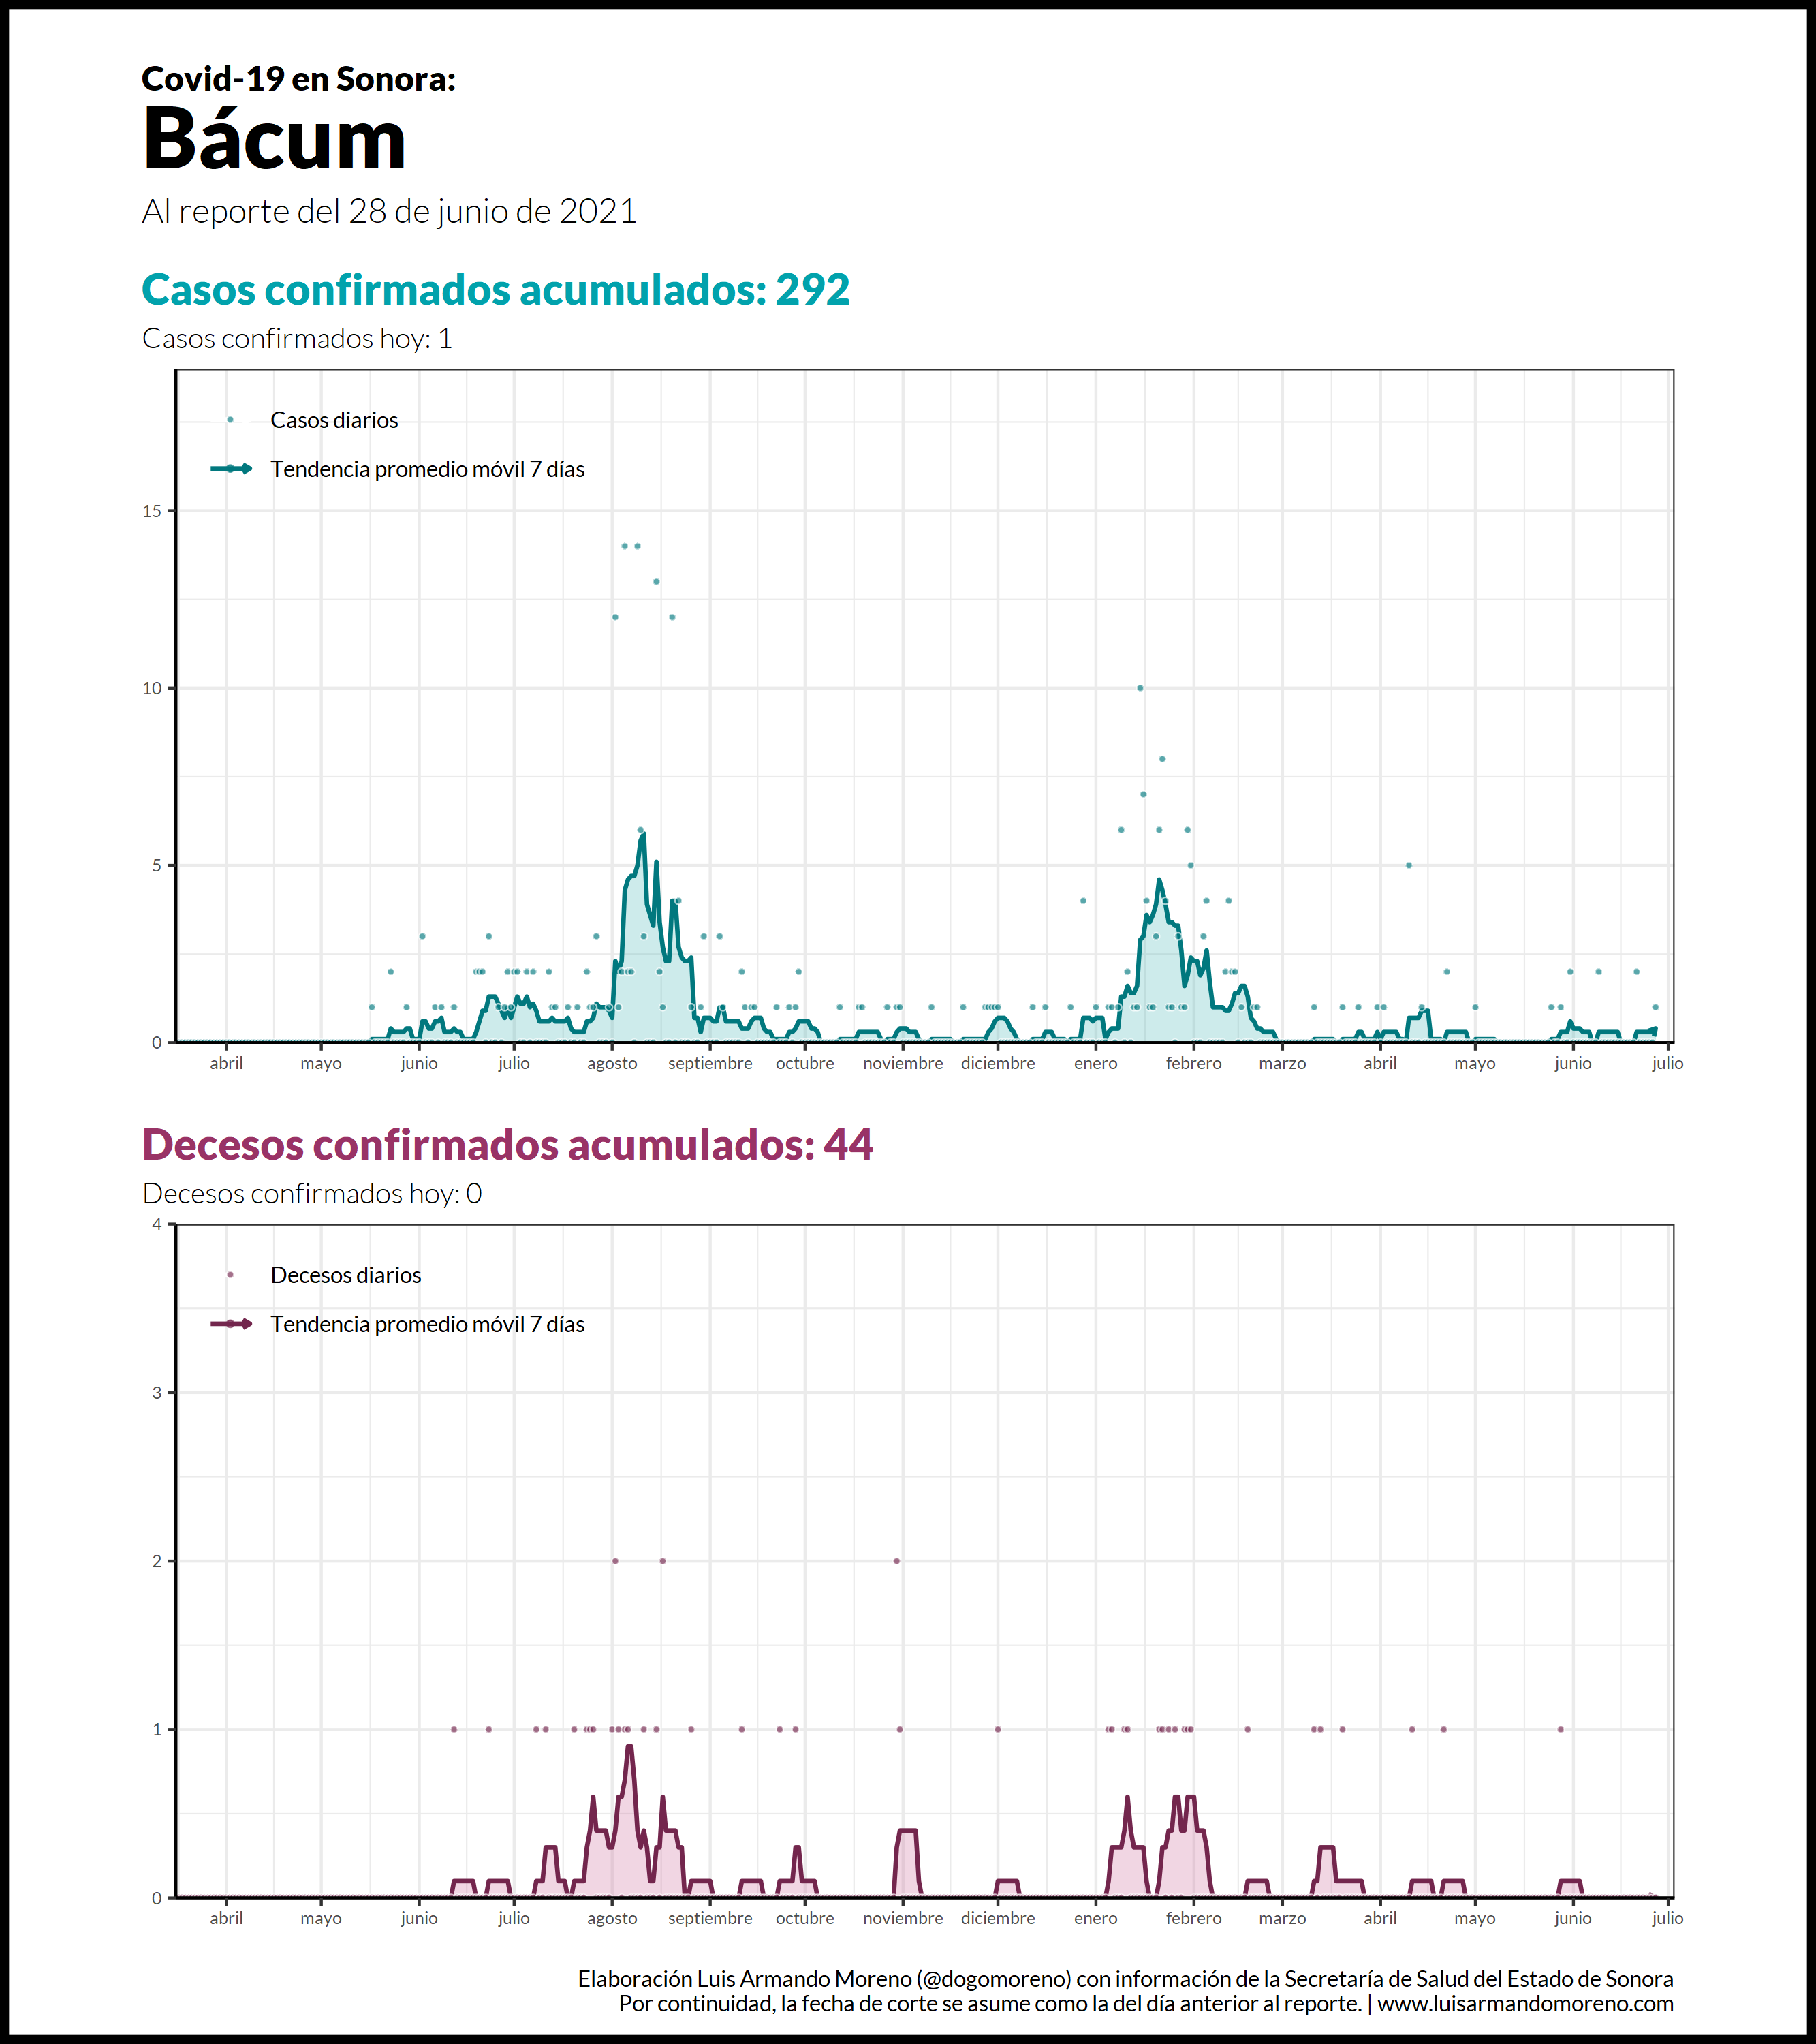 Covid-19 en Sonora:
Bácum
Al reporte del 28 de junio de 2021
Casos confirmados acumulados: 292
Casos confirmados hoy: 1
Casos diarios
Tendencia promedio móvil 7 días
15
10
5
0
abril mayo junio julio agosto septiembre octubre noviembre diciembre enero febrero marzo abril mayo junio julio
Decesos confirmados acumulados: 44
Decesos confirmados hoy: 0
4
Decesos diarios
Tendencia promedio móvil 7 días
3
2
1
0
abril mayo junio julio agosto septiembre octubre noviembre diciembre enero febrero marzo abril mayo junio julio
Elaboración Luis Armando Moreno (@dogomoreno) con información de la Secretaría de Salud del Estado de Sonora
Por continuidad, la fecha de corte se asume como la del día anterior al reporte. | www.luisarmandomoreno.com